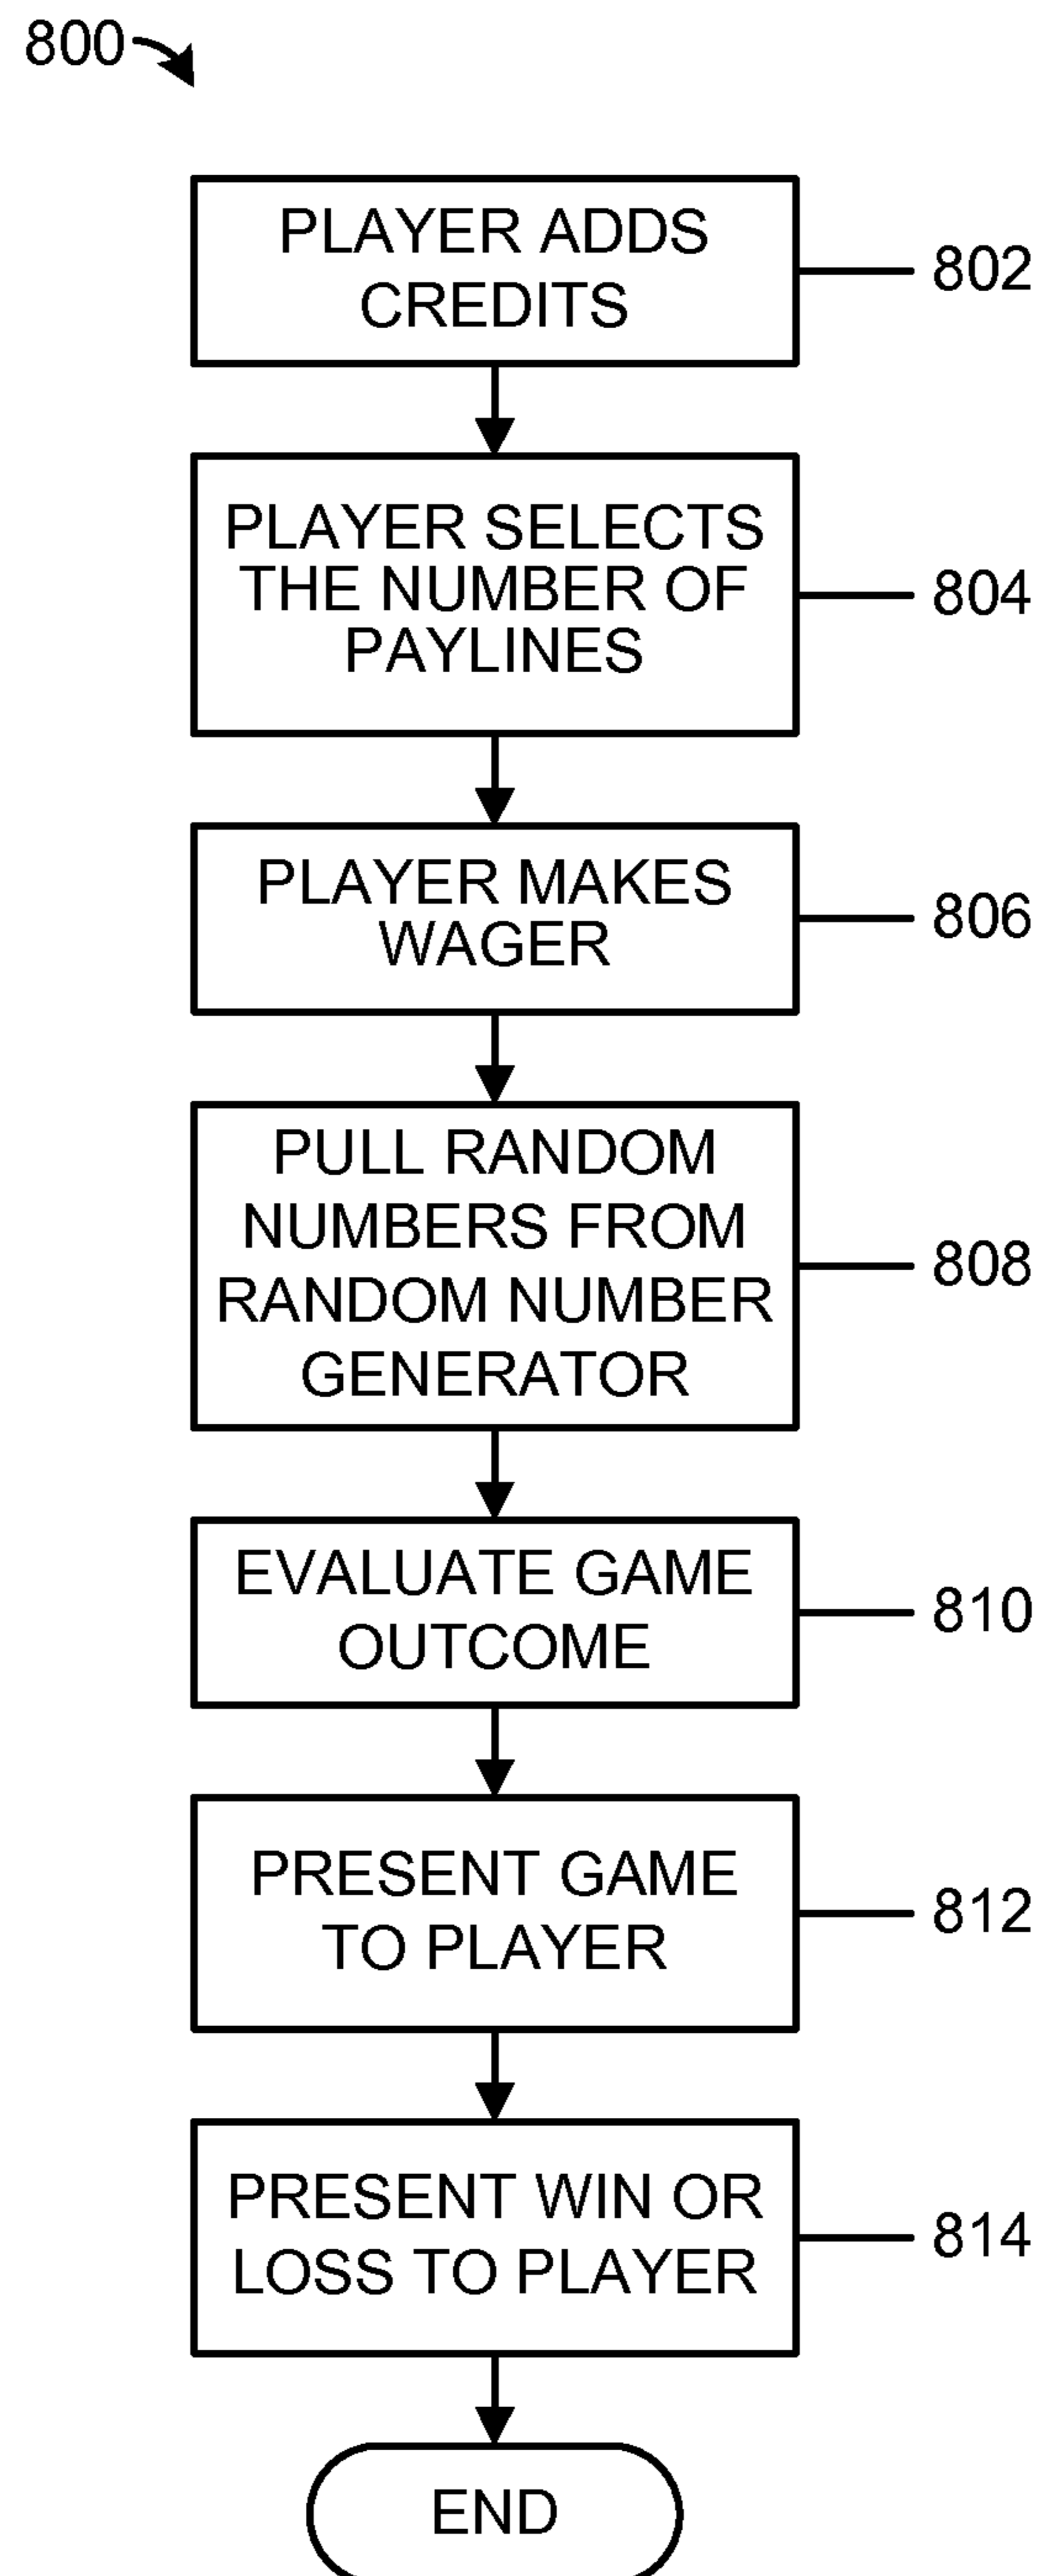 800
PLAYER ADDS
CREDITS
802
PLAYER SELECTS
THE NUMBER OF
PAYLINES
804
PLAYER MAKES
WAGER
806
PULL RANDOM
NUMBERS FROM
RANDOM NUMBER
GENERATOR
808
EVALUATE GAME
OUTCOME
810
PRESENT GAME
TO PLAYER
812
PRESENT WIN OR
LOSS TO PLAYER
814
END